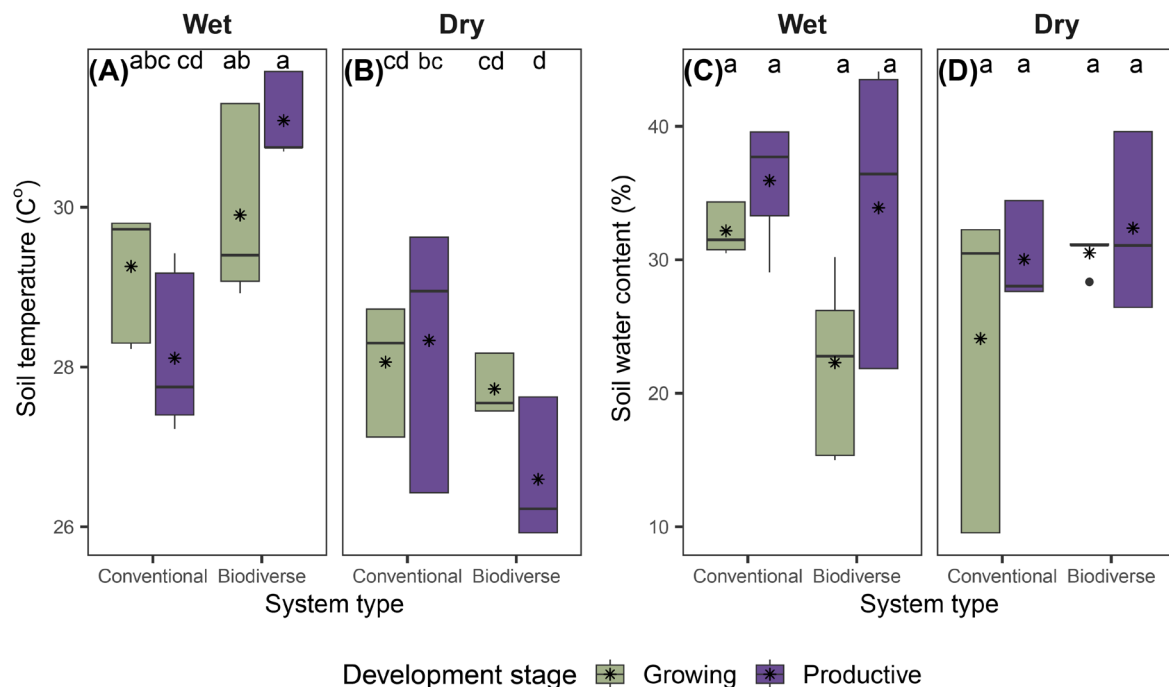 Wet Dry Wet Dry
(A) abc cd ab a (B) cd bc cd d (C) a a a a (D) a a a a
Soil temperature (C°)
30
28
26
Soil water content (%)
40
30
20
10
Conventional Biodiverse Conventional Biodiverse Conventional Biodiverse Conventional Biodiverse
System type System type
Development stage Growing Productive